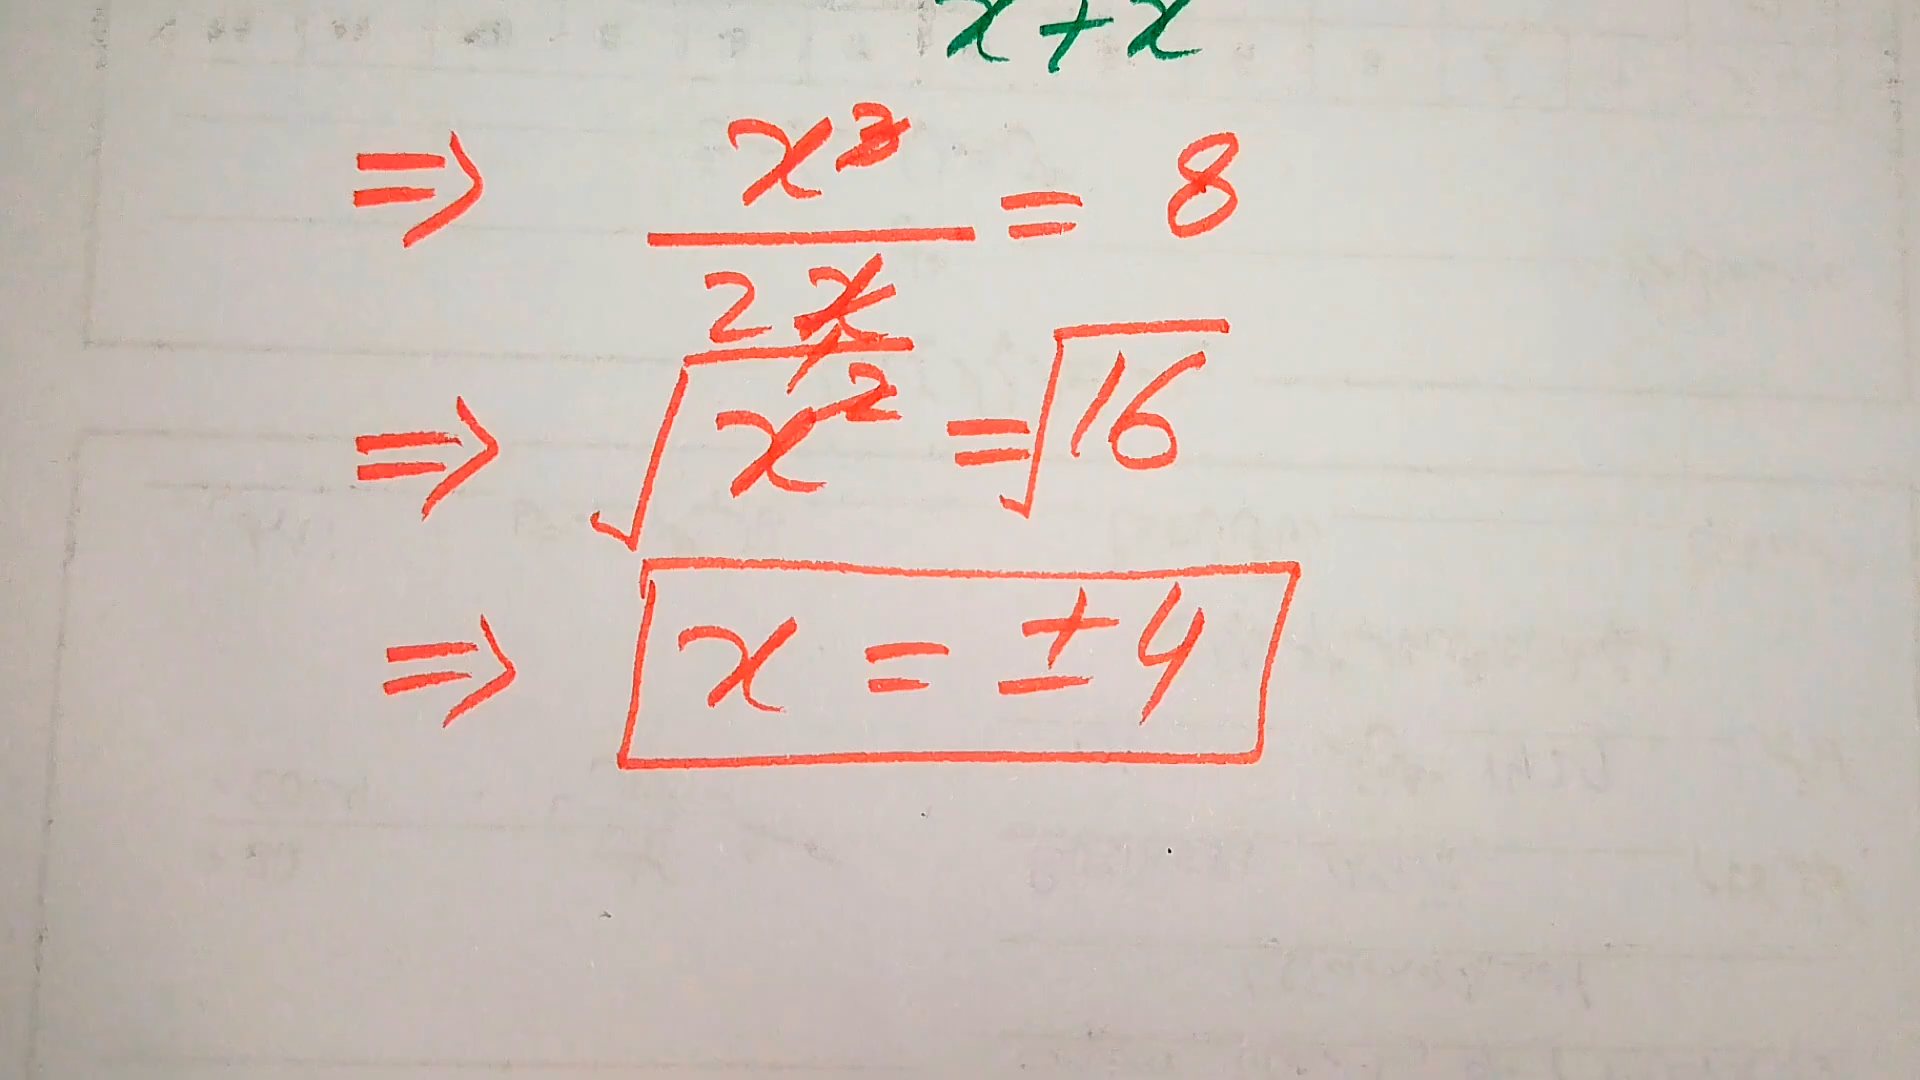 x+x
⇒ x³/2x = 8
⇒ √x² = √16
⇒ x = ±4